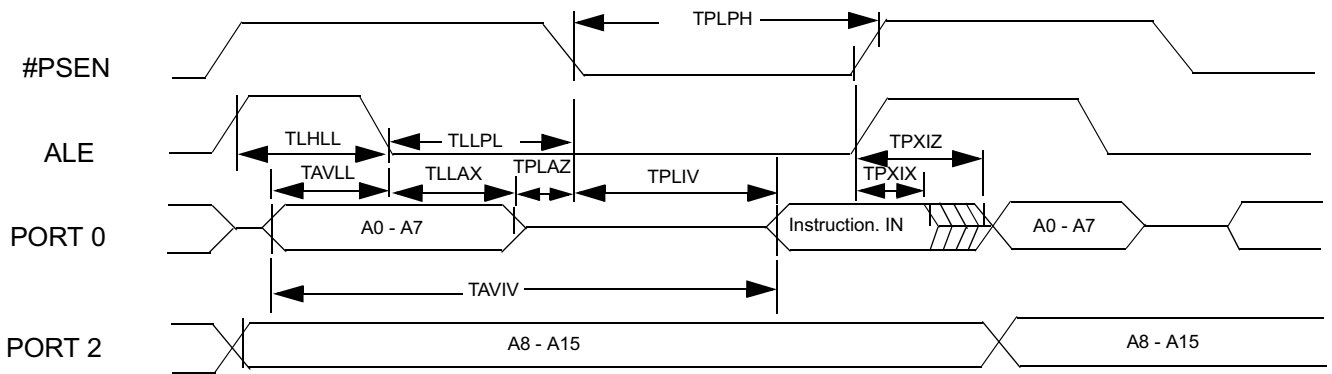 TPLPH
#PSEN
TLHLL
TLLPL
TPXIZ
ALE
TAVLL
TLLAX
TPLAZ
TPLIV
TPXIX
PORT 0
A0 - A7
Instruction. IN
A0 - A7
TAVIV
PORT 2
A8 - A15
A8 - A15